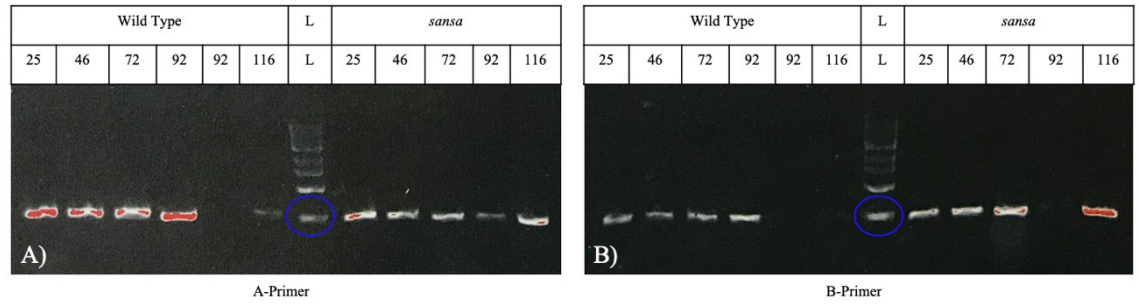 Wild Type L sansa
25 46 72 92 92 116 L 25 46 72 92 116
A)
A-Primer
Wild Type L sansa
25 46 72 92 92 116 L 25 46 72 92 116
B)
B-Primer